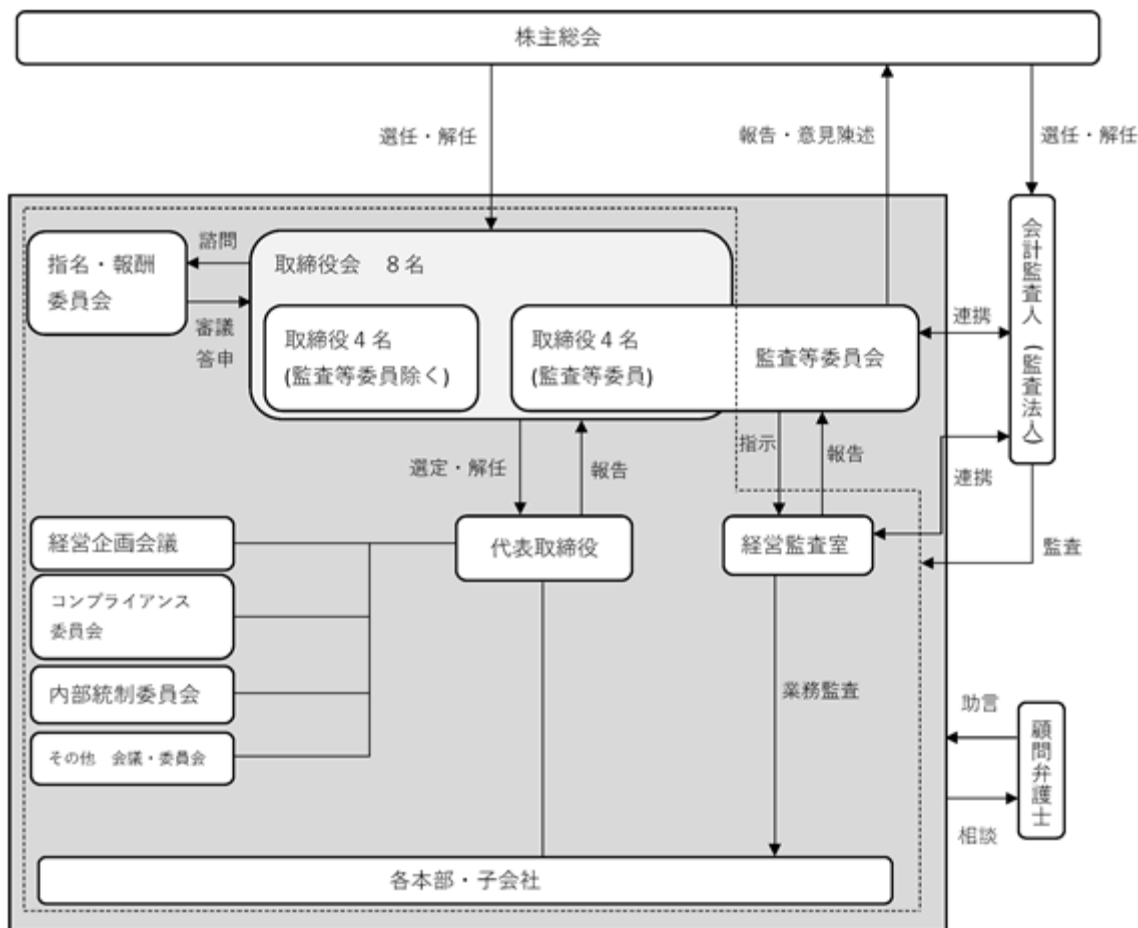 株主総会
選任・解任
報告・意見陳述
選任・解任
指名・報酬
委員会
諮問
審議
答申
取締役会　8名
取締役4名
(監査等委員除く)
取締役4名
(監査等委員)
監査等委員会
連携
会計監査人(監査法人)
選定・解任
報告
指示
報告
連携
監査
経営企画会議
代表取締役
経営監査室
コンプライアンス
委員会
内部統制委員会
その他　会議・委員会
業務監査
助言
顧問弁護士
相談
各本部・子会社